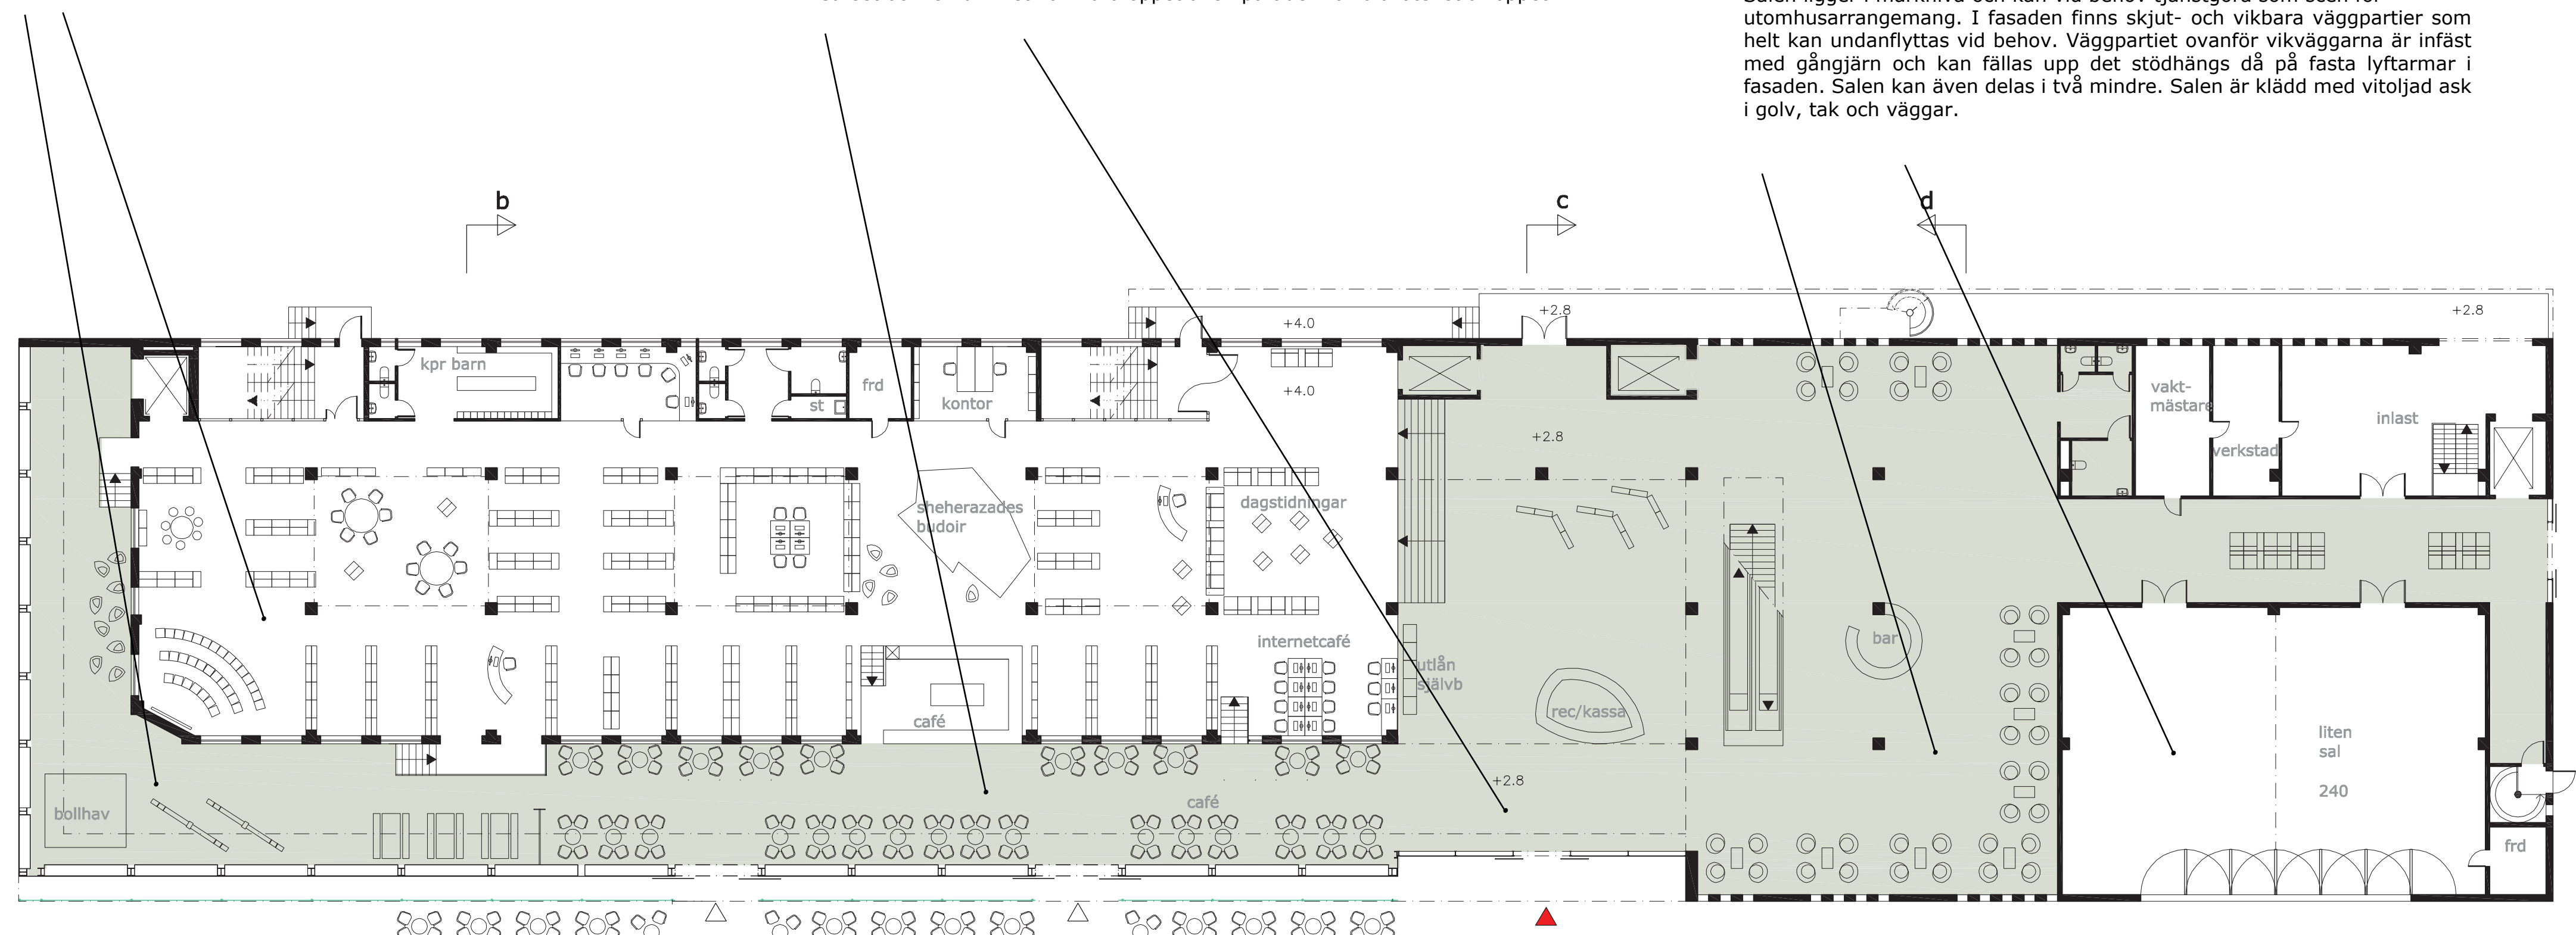 utomhusarrangemang. I fasaden finns skjut- och vikbara väggpartier som
helt kan undanflyttas vid behov. Väggpartiet ovanför vikväggarna är infäst
med gångjärn och kan fällas upp det stödhängs då på fasta lyftarmar i
fasaden. Salen kan även delas i två mindre. Salen är klädd med vitoljad ask
i golv, tak och väggar.
b
c
d
+4.0
+2.8
+2.8
kpr barn
frd
st
kontor
+4.0
+2.8
vakt-
mästare
verkstad
inlast
sheherazades
budoir
dagstidningar
internetcafé
utlån
självb
bar
café
rec/kassa
liten
sal
240
bollhav
café
+2.8
frd